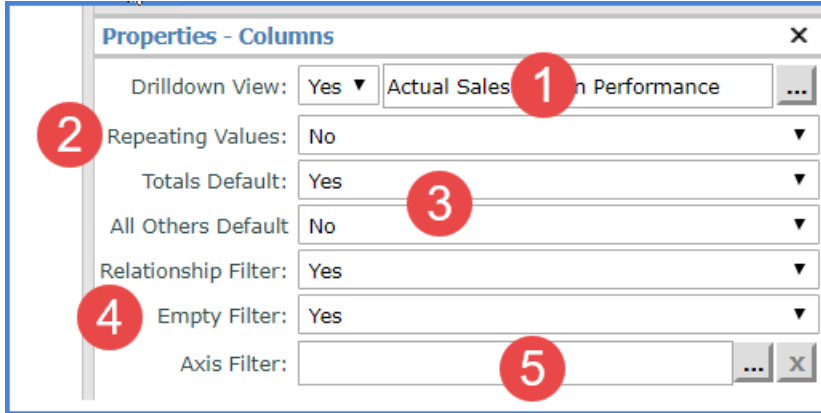 Properties - Columns X
Drilldown View: Yes ▼ Actual Sales 1 n Performance ...
2 Repeating Values: No ▼
Totals Default: Yes ▼
3
All Others Default No ▼
Relationship Filter: Yes ▼
4 Empty Filter: Yes ▼
Axis Filter: 5 ... x